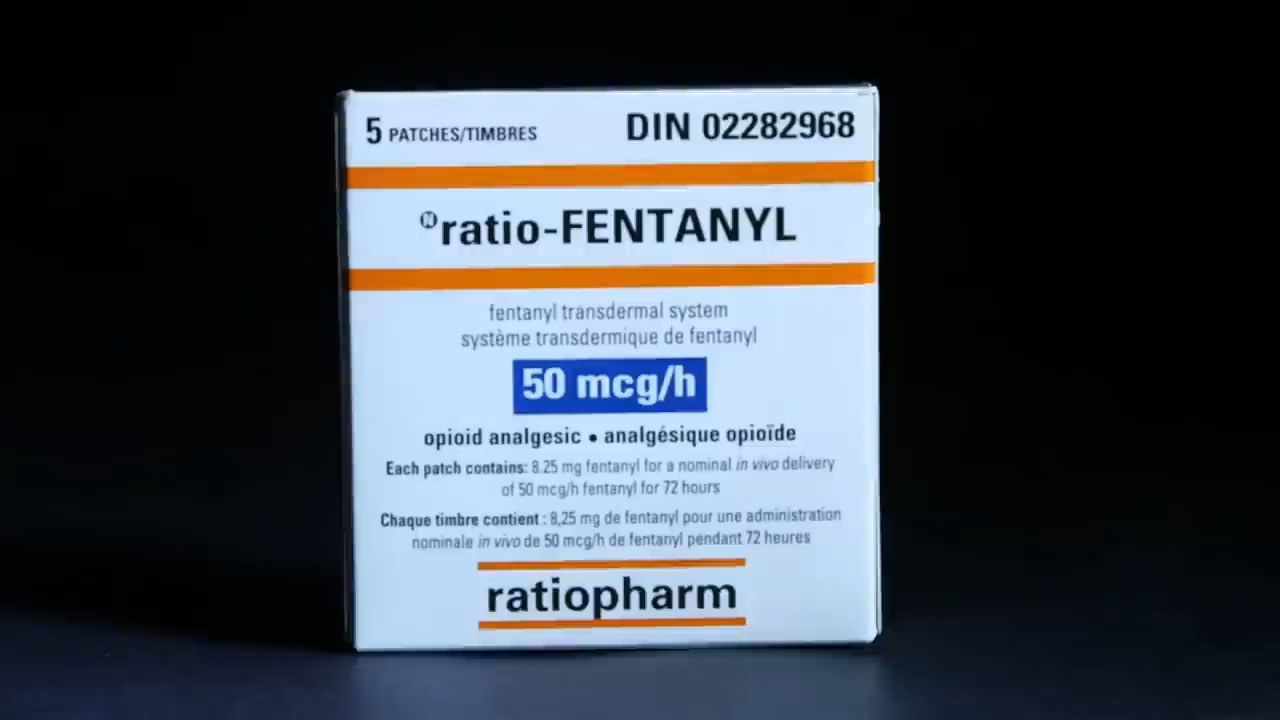 5 PATCHES/TIMBRES DIN 02282968
Ⓝratio-FENTANYL
fentanyl transdermal system
système transdermique de fentanyl
50 mcg/h
opioid analgesic • analgésique opioïde
Each patch contains: 8.25 mg fentanyl for a nominal in vivo delivery
of 50 mcg/h fentanyl for 72 hours
Chaque timbre contient : 8,25 mg de fentanyl pour une administration
nominale in vivo de 50 mcg/h de fentanyl pendant 72 heures
ratiopharm